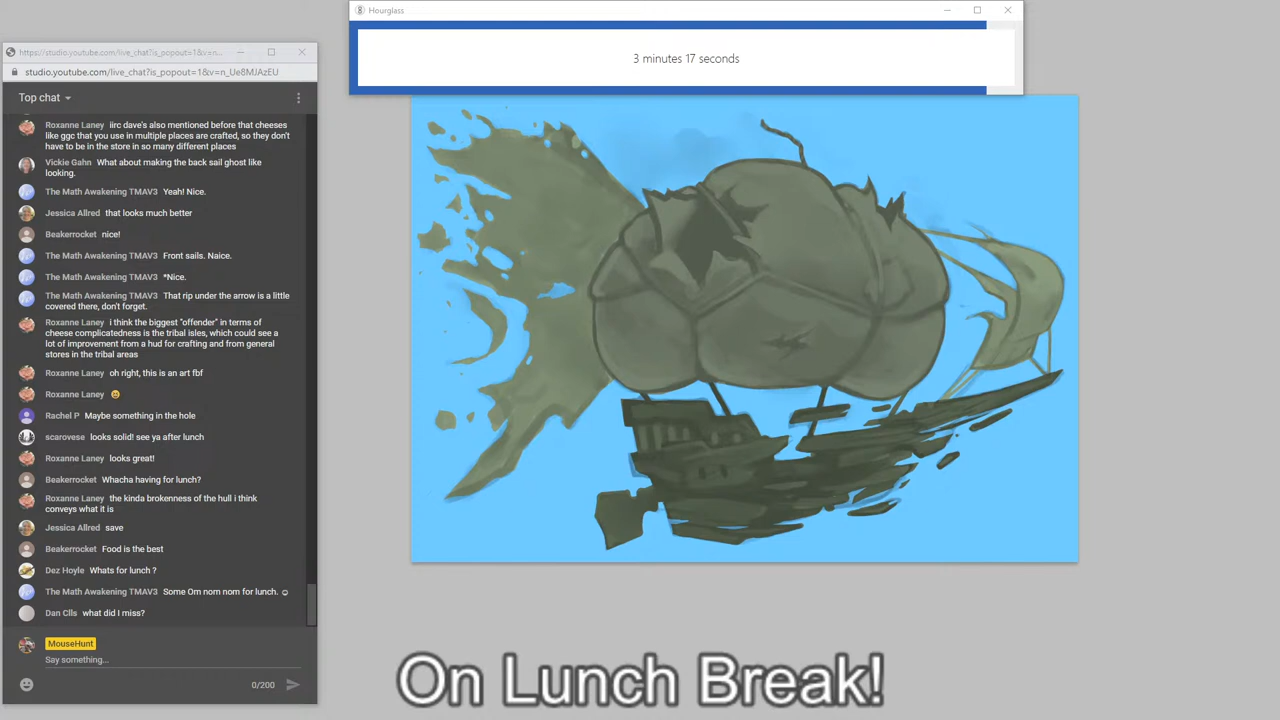 Hourglass
3 minutes 17 seconds
https://studio.youtube.com/live_chat?is_popout=1&v=n...
studio.youtube.com/live_chat?is_popout=1&v=n_Ue8MJAzEU
Top chat
Roxanne Laney iirc dave's also mentioned before that cheeses
like ggc that you use in multiple places are crafted, so they don't
have to be in the store in so many different places
Vickie Gahn What about making the back sail ghost like
looking.
The Math Awakening TMAV3 Yeah! Nice.
Jessica Allred that looks much better
Beakerrocket nice!
The Math Awakening TMAV3 Front sails. Naice.
The Math Awakening TMAV3 *Nice.
The Math Awakening TMAV3 That rip under the arrow is a little
covered there, don't forget.
Roxanne Laney i think the biggest "offender" in terms of
cheese complicatedness is the tribal isles, which could see a
lot of improvement from a hud for crafting and from general
stores in the tribal areas
Roxanne Laney oh right, this is an art fbf
Roxanne Laney
Rachel P Maybe something in the hole
scarovese looks solid! see ya after lunch
Roxanne Laney looks great!
Beakerrocket Whacha having for lunch?
Roxanne Laney the kinda brokenness of the hull i think
conveys what it is
Jessica Allred save
Beakerrocket Food is the best
Dez Hoyle Whats for lunch ?
The Math Awakening TMAV3 Some Om nom nom for lunch. ☺
Dan Clls what did I miss?
MouseHunt
Say something...
0/200
On Lunch Break!